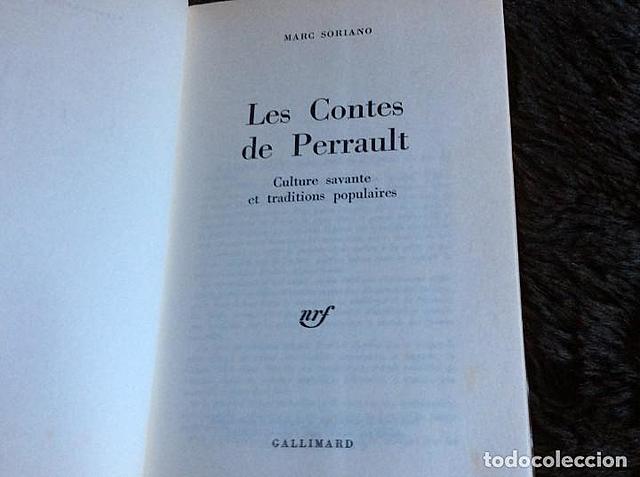 MARC SORIANO
Les Contes
de Perrault
Culture savante
et traditions populaires
nrf
GALLIMARD
todocoleccion